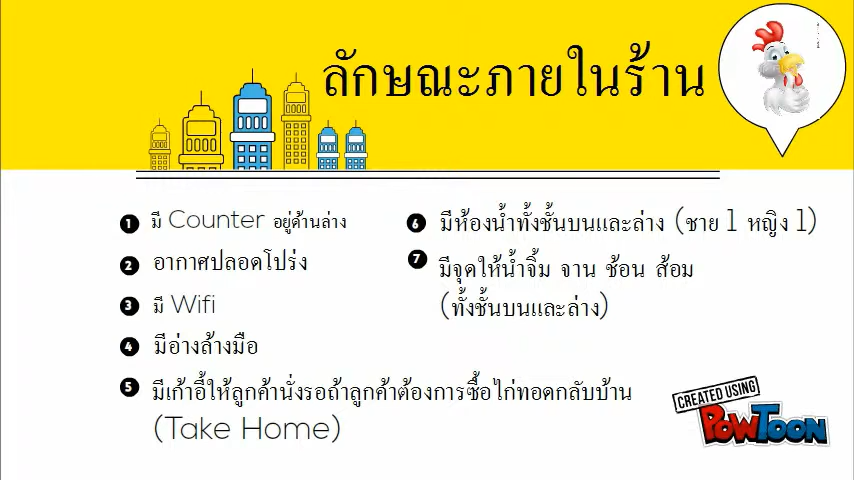 ลักษณะภายในร้าน
1 มี Counter อยู่ด้านล่าง
2 อากาศปลอดโปร่ง
3 มี Wifi
4 มีอ่างล้างมือ
5 มีเก้าอี้ให้ลูกค้านั่งรอถ้าลูกค้าต้องการซื้อไก่ทอดกลับบ้าน
(Take Home)
6 มีห้องน้ำทั้งชั้นบนและล่าง (ชาย 1 หญิง 1)
7 มีจุดให้น้ำจิ้ม จาน ช้อน ส้อม
(ทั้งชั้นบนและล่าง)
CREATED USING
POWTOON